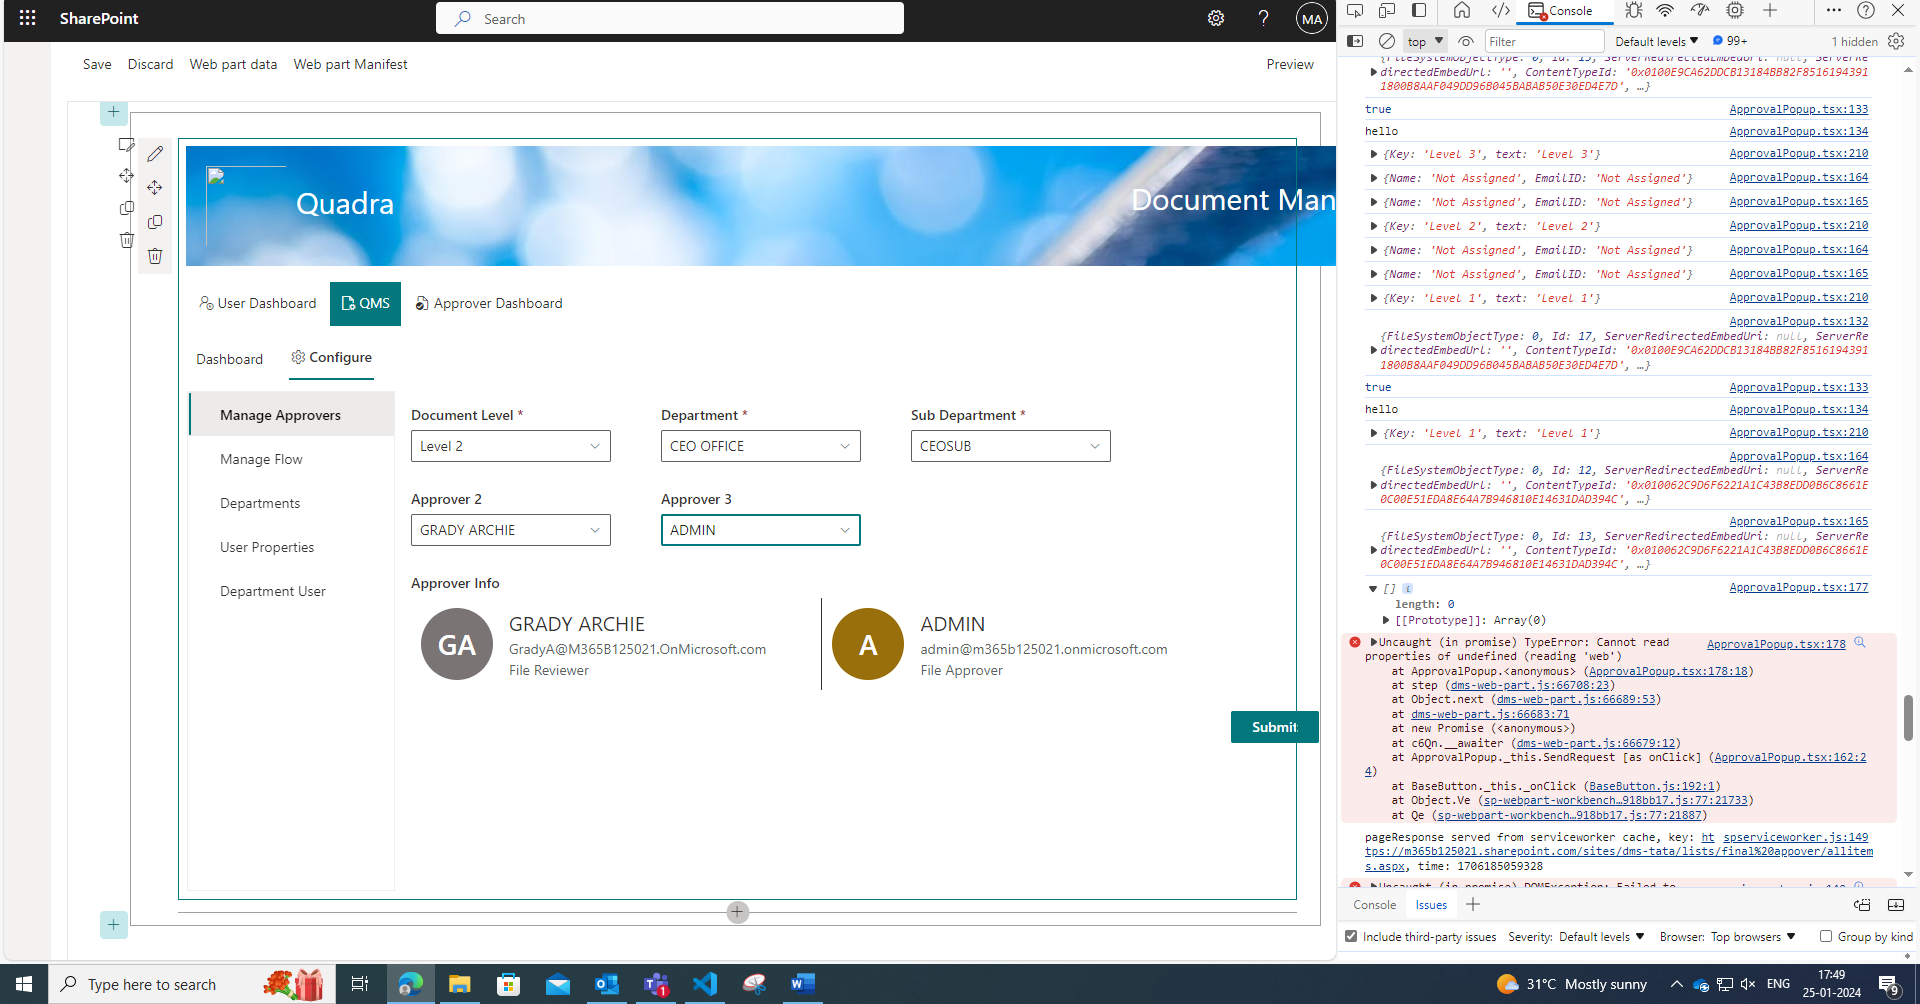 SharePoint
Search
MA
Save Discard Web part data Web part Manifest Preview
Quadra
Document Man
User Dashboard QMS Approver Dashboard
Dashboard Configure
Manage Approvers
Manage Flow
Departments
User Properties
Department User
Document Level * Department * Sub Department *
Level 2 CEO OFFICE CEOSUB
Approver 2 Approver 3
GRADY ARCHIE ADMIN
Approver Info
GA
GRADY ARCHIE
GradyA@M365B125021.OnMicrosoft.com
File Reviewer
A
ADMIN
admin@m365b125021.onmicrosoft.com
File Approver
Submit
Console
top Filter Default levels 99+ 1 hidden
directedEmbedUrl: '', ContentTypeId: '0x0100E9CA62DDCB13184BB82F8516194391
1800B8AAF049DD96B045BABAB50E30ED4E7D', …}
true ApprovalPopup.tsx:133
hello ApprovalPopup.tsx:134
{Key: 'Level 3', text: 'Level 3'} ApprovalPopup.tsx:210
{Name: 'Not Assigned', EmailID: 'Not Assigned'} ApprovalPopup.tsx:164
{Name: 'Not Assigned', EmailID: 'Not Assigned'} ApprovalPopup.tsx:165
{Key: 'Level 2', text: 'Level 2'} ApprovalPopup.tsx:210
{Name: 'Not Assigned', EmailID: 'Not Assigned'} ApprovalPopup.tsx:164
{Name: 'Not Assigned', EmailID: 'Not Assigned'} ApprovalPopup.tsx:165
{Key: 'Level 1', text: 'Level 1'} ApprovalPopup.tsx:210
ApprovalPopup.tsx:132
{FileSystemObjectType: 0, Id: 17, ServerRedirectedEmbedUri: null, ServerRe
directedEmbedUrl: '', ContentTypeId: '0x0100E9CA62DDCB13184BB82F8516194391
1800B8AAF049DD96B045BABAB50E30ED4E7D', …}
true ApprovalPopup.tsx:133
hello ApprovalPopup.tsx:134
{Key: 'Level 1', text: 'Level 1'} ApprovalPopup.tsx:210
ApprovalPopup.tsx:164
{FileSystemObjectType: 0, Id: 12, ServerRedirectedEmbedUri: null, ServerRe
directedEmbedUrl: '', ContentTypeId: '0x010062C9D6F6221A1C43B8EDD0B6C8661E
0C00E51EDA8E64A7B946810E14631DAD394C', …}
ApprovalPopup.tsx:165
{FileSystemObjectType: 0, Id: 13, ServerRedirectedEmbedUri: null, ServerRe
directedEmbedUrl: '', ContentTypeId: '0x010062C9D6F6221A1C43B8EDD0B6C8661E
0C00E51EDA8E64A7B946810E14631DAD394C', …}
[] ApprovalPopup.tsx:177
length: 0
[[Prototype]]: Array(0)
Uncaught (in promise) TypeError: Cannot read ApprovalPopup.tsx:178
properties of undefined (reading 'web')
at ApprovalPopup.<anonymous> (ApprovalPopup.tsx:178:18)
at step (dms-web-part.js:66708:23)
at Object.next (dms-web-part.js:66689:53)
at dms-web-part.js:66683:71
at new Promise (<anonymous>)
at c6Qn.__awaiter (dms-web-part.js:66679:12)
at ApprovalPopup._this.SendRequest [as onClick] (ApprovalPopup.tsx:162:2
4)
at BaseButton._this._onClick (BaseButton.js:192:1)
at Object.Ve (sp-webpart-workbench…918bb17.js:77:21733)
at Qe (sp-webpart-workbench…918bb17.js:77:21887)
pageResponse served from serviceworker cache, key: ht spserviceworker.js:149
tps://m365b125021.sharepoint.com/sites/dms-tata/lists/final%20appover/allitem
s.aspx, time: 1706185059328
Console Issues
Include third-party issues Severity: Default levels Browser: Top browsers Group by kind
Type here to search
1
31°C Mostly sunny
ENG
17:49
25-01-2024
9